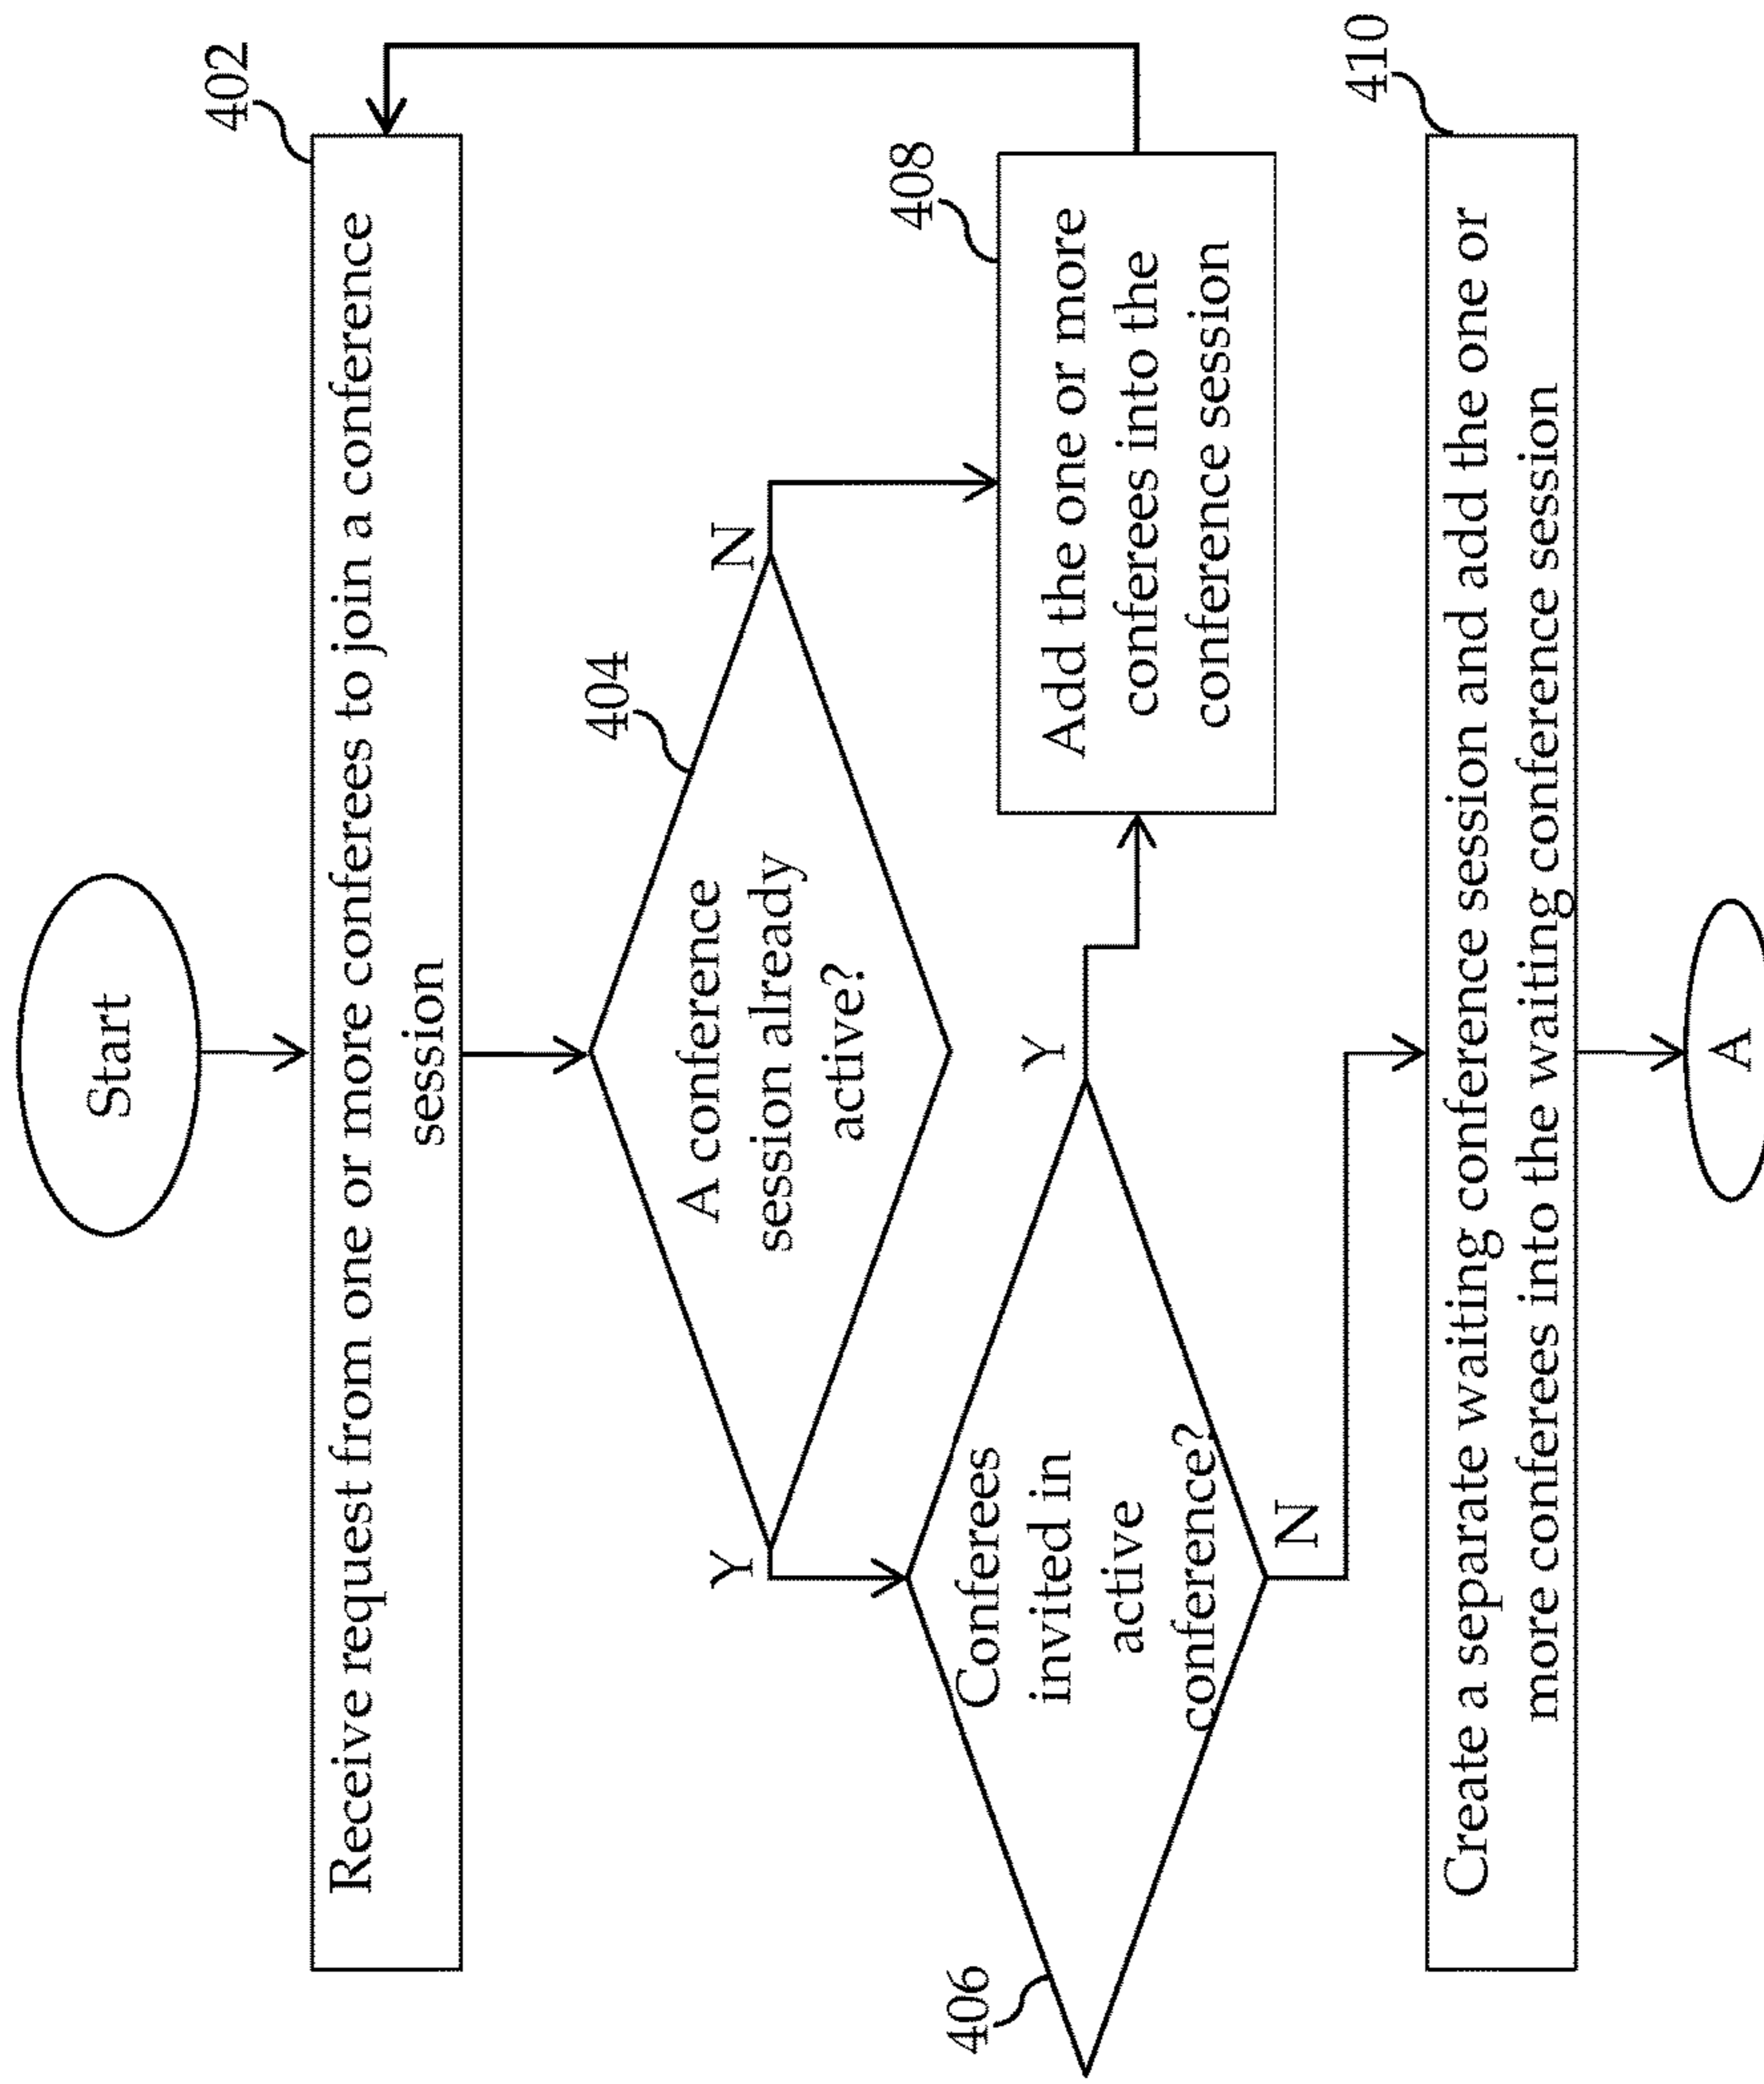 Start
402
Receive request from one or more conferees to join a conference
session
404
A conference
session already
active?
Y
N
406
Conferees
invited in
active
conference?
Y
N
408
Add the one or more
conferees into the
conference session
410
Create a separate waiting conference session and add the one or
more conferees into the waiting conference session
A